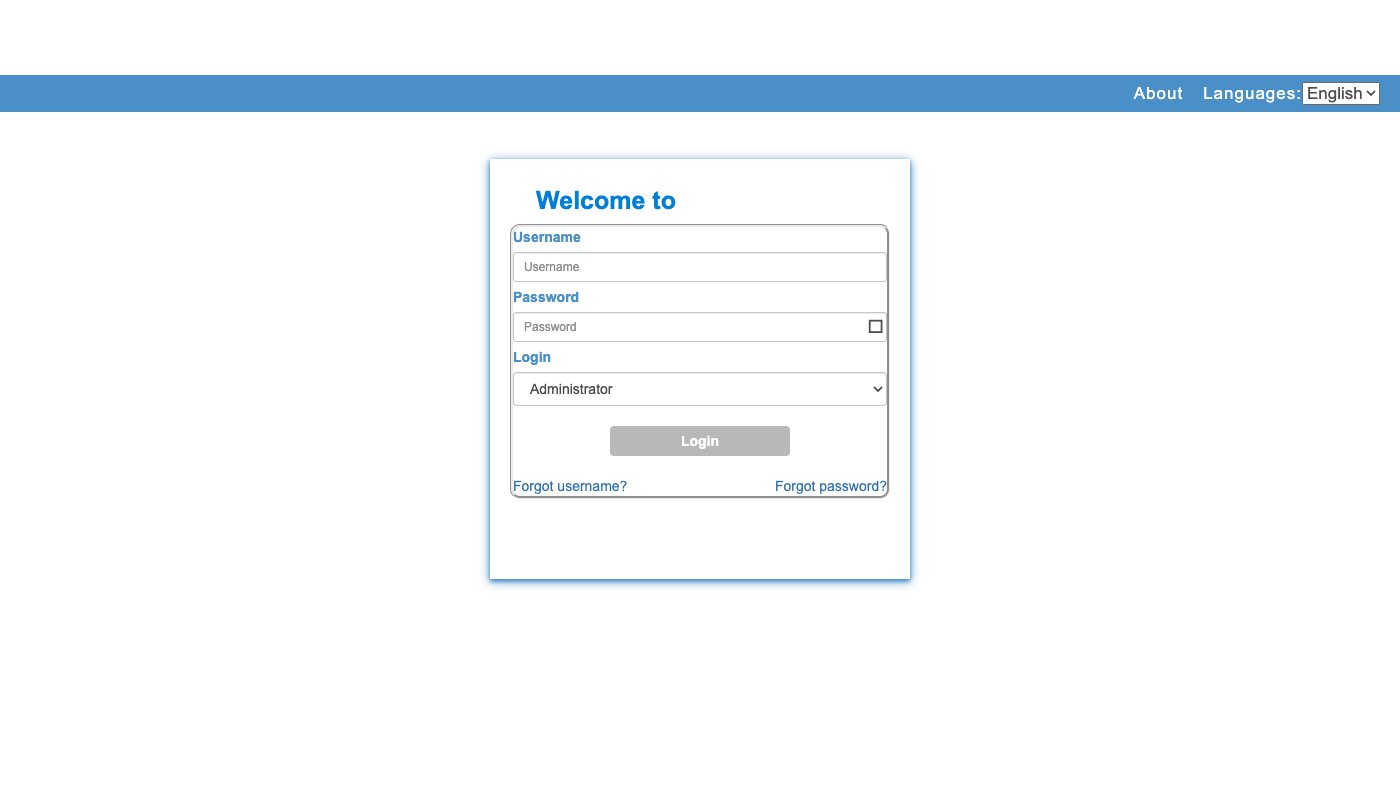 About Languages: English
Welcome to
Username
Username
Password
Password
Login
Administrator
Login
Forgot username? Forgot password?